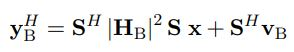 y_B^H = S^H |H_B|^2 S x + S^H v_B